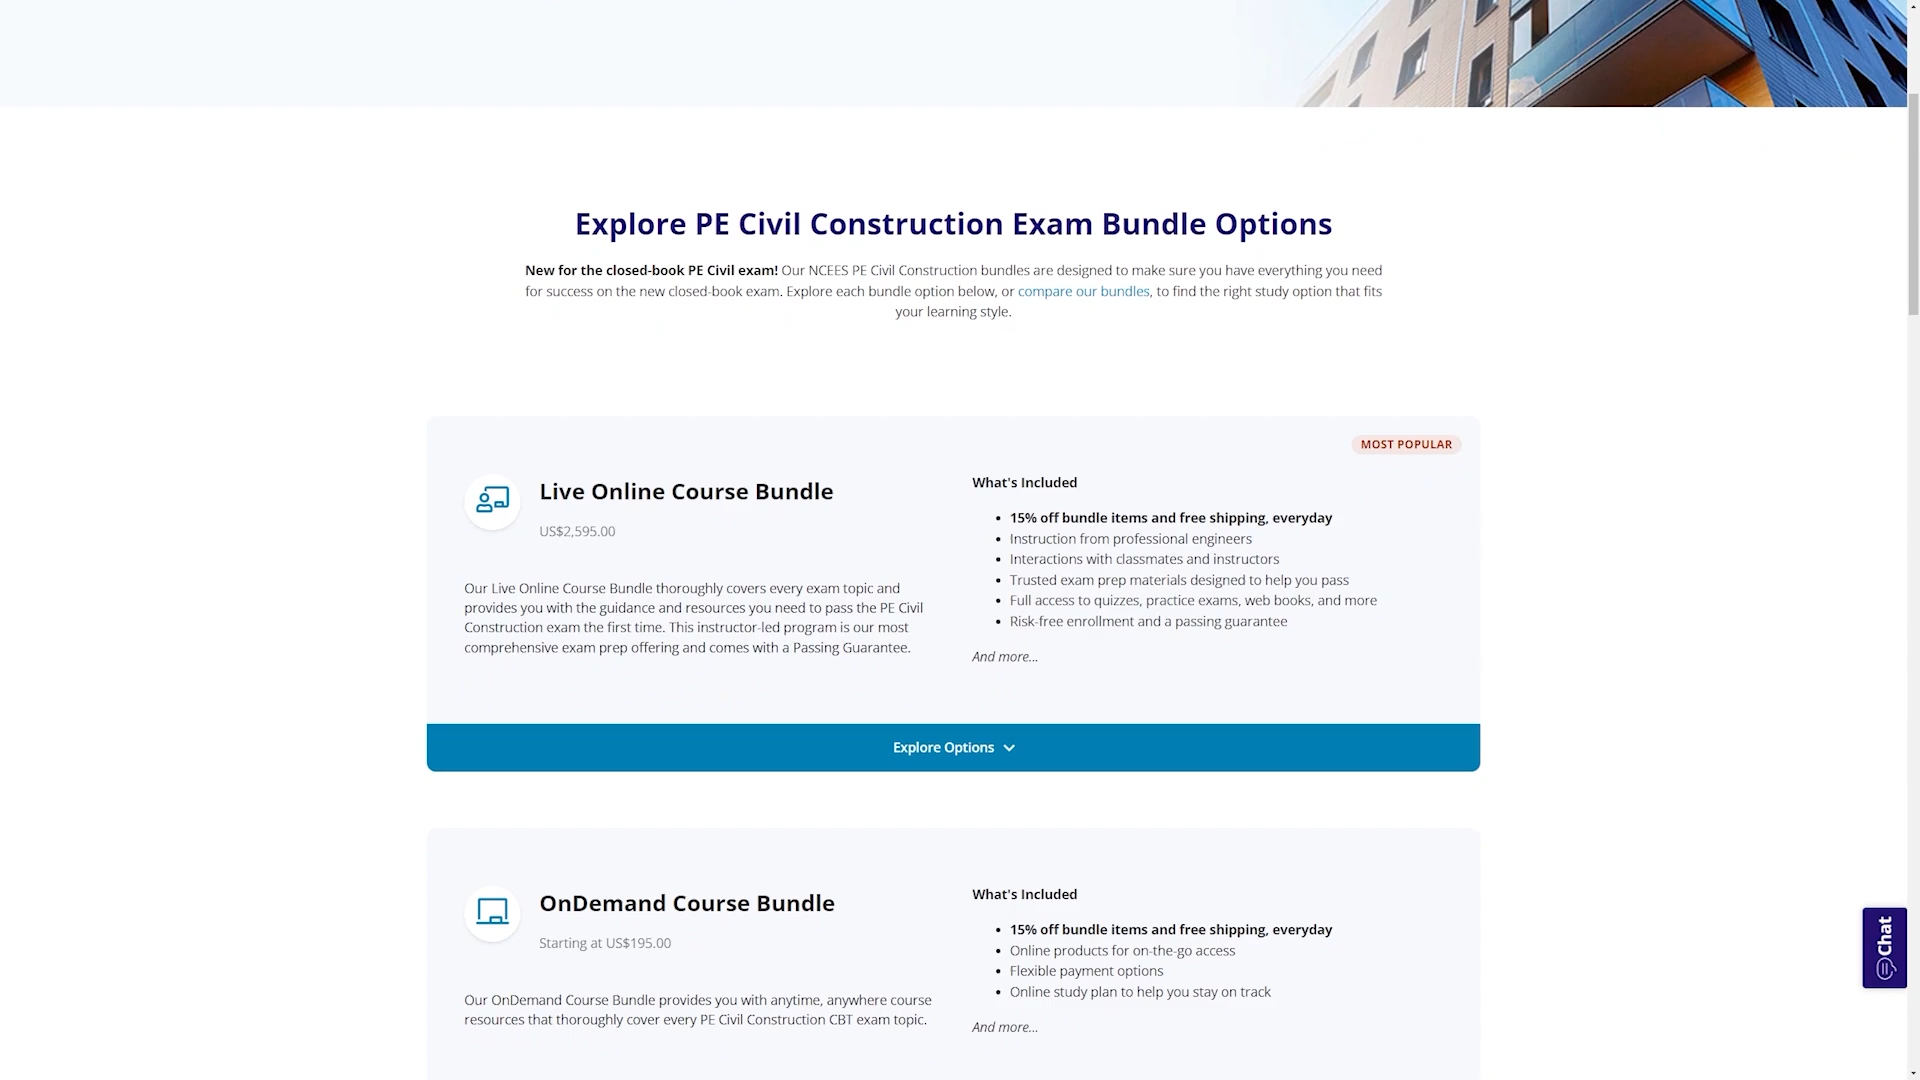 Explore PE Civil Construction Exam Bundle Options
New for the closed-book PE Civil exam! Our NCEES PE Civil Construction bundles are designed to make sure you have everything you need
for success on the new closed-book exam. Explore each bundle option below, or compare our bundles, to find the right study option that fits
your learning style.
MOST POPULAR
Live Online Course Bundle
US$2,595.00
Our Live Online Course Bundle thoroughly covers every exam topic and
provides you with the guidance and resources you need to pass the PE Civil
Construction exam the first time. This instructor-led program is our most
comprehensive exam prep offering and comes with a Passing Guarantee.
What's Included
• 15% off bundle items and free shipping, everyday
• Instruction from professional engineers
• Interactions with classmates and instructors
• Trusted exam prep materials designed to help you pass
• Full access to quizzes, practice exams, web books, and more
• Risk-free enrollment and a passing guarantee
And more...
Explore Options
OnDemand Course Bundle
Starting at US$195.00
Our OnDemand Course Bundle provides you with anytime, anywhere course
resources that thoroughly cover every PE Civil Construction CBT exam topic.
What's Included
• 15% off bundle items and free shipping, everyday
• Online products for on-the-go access
• Flexible payment options
• Online study plan to help you stay on track
And more...
Chat